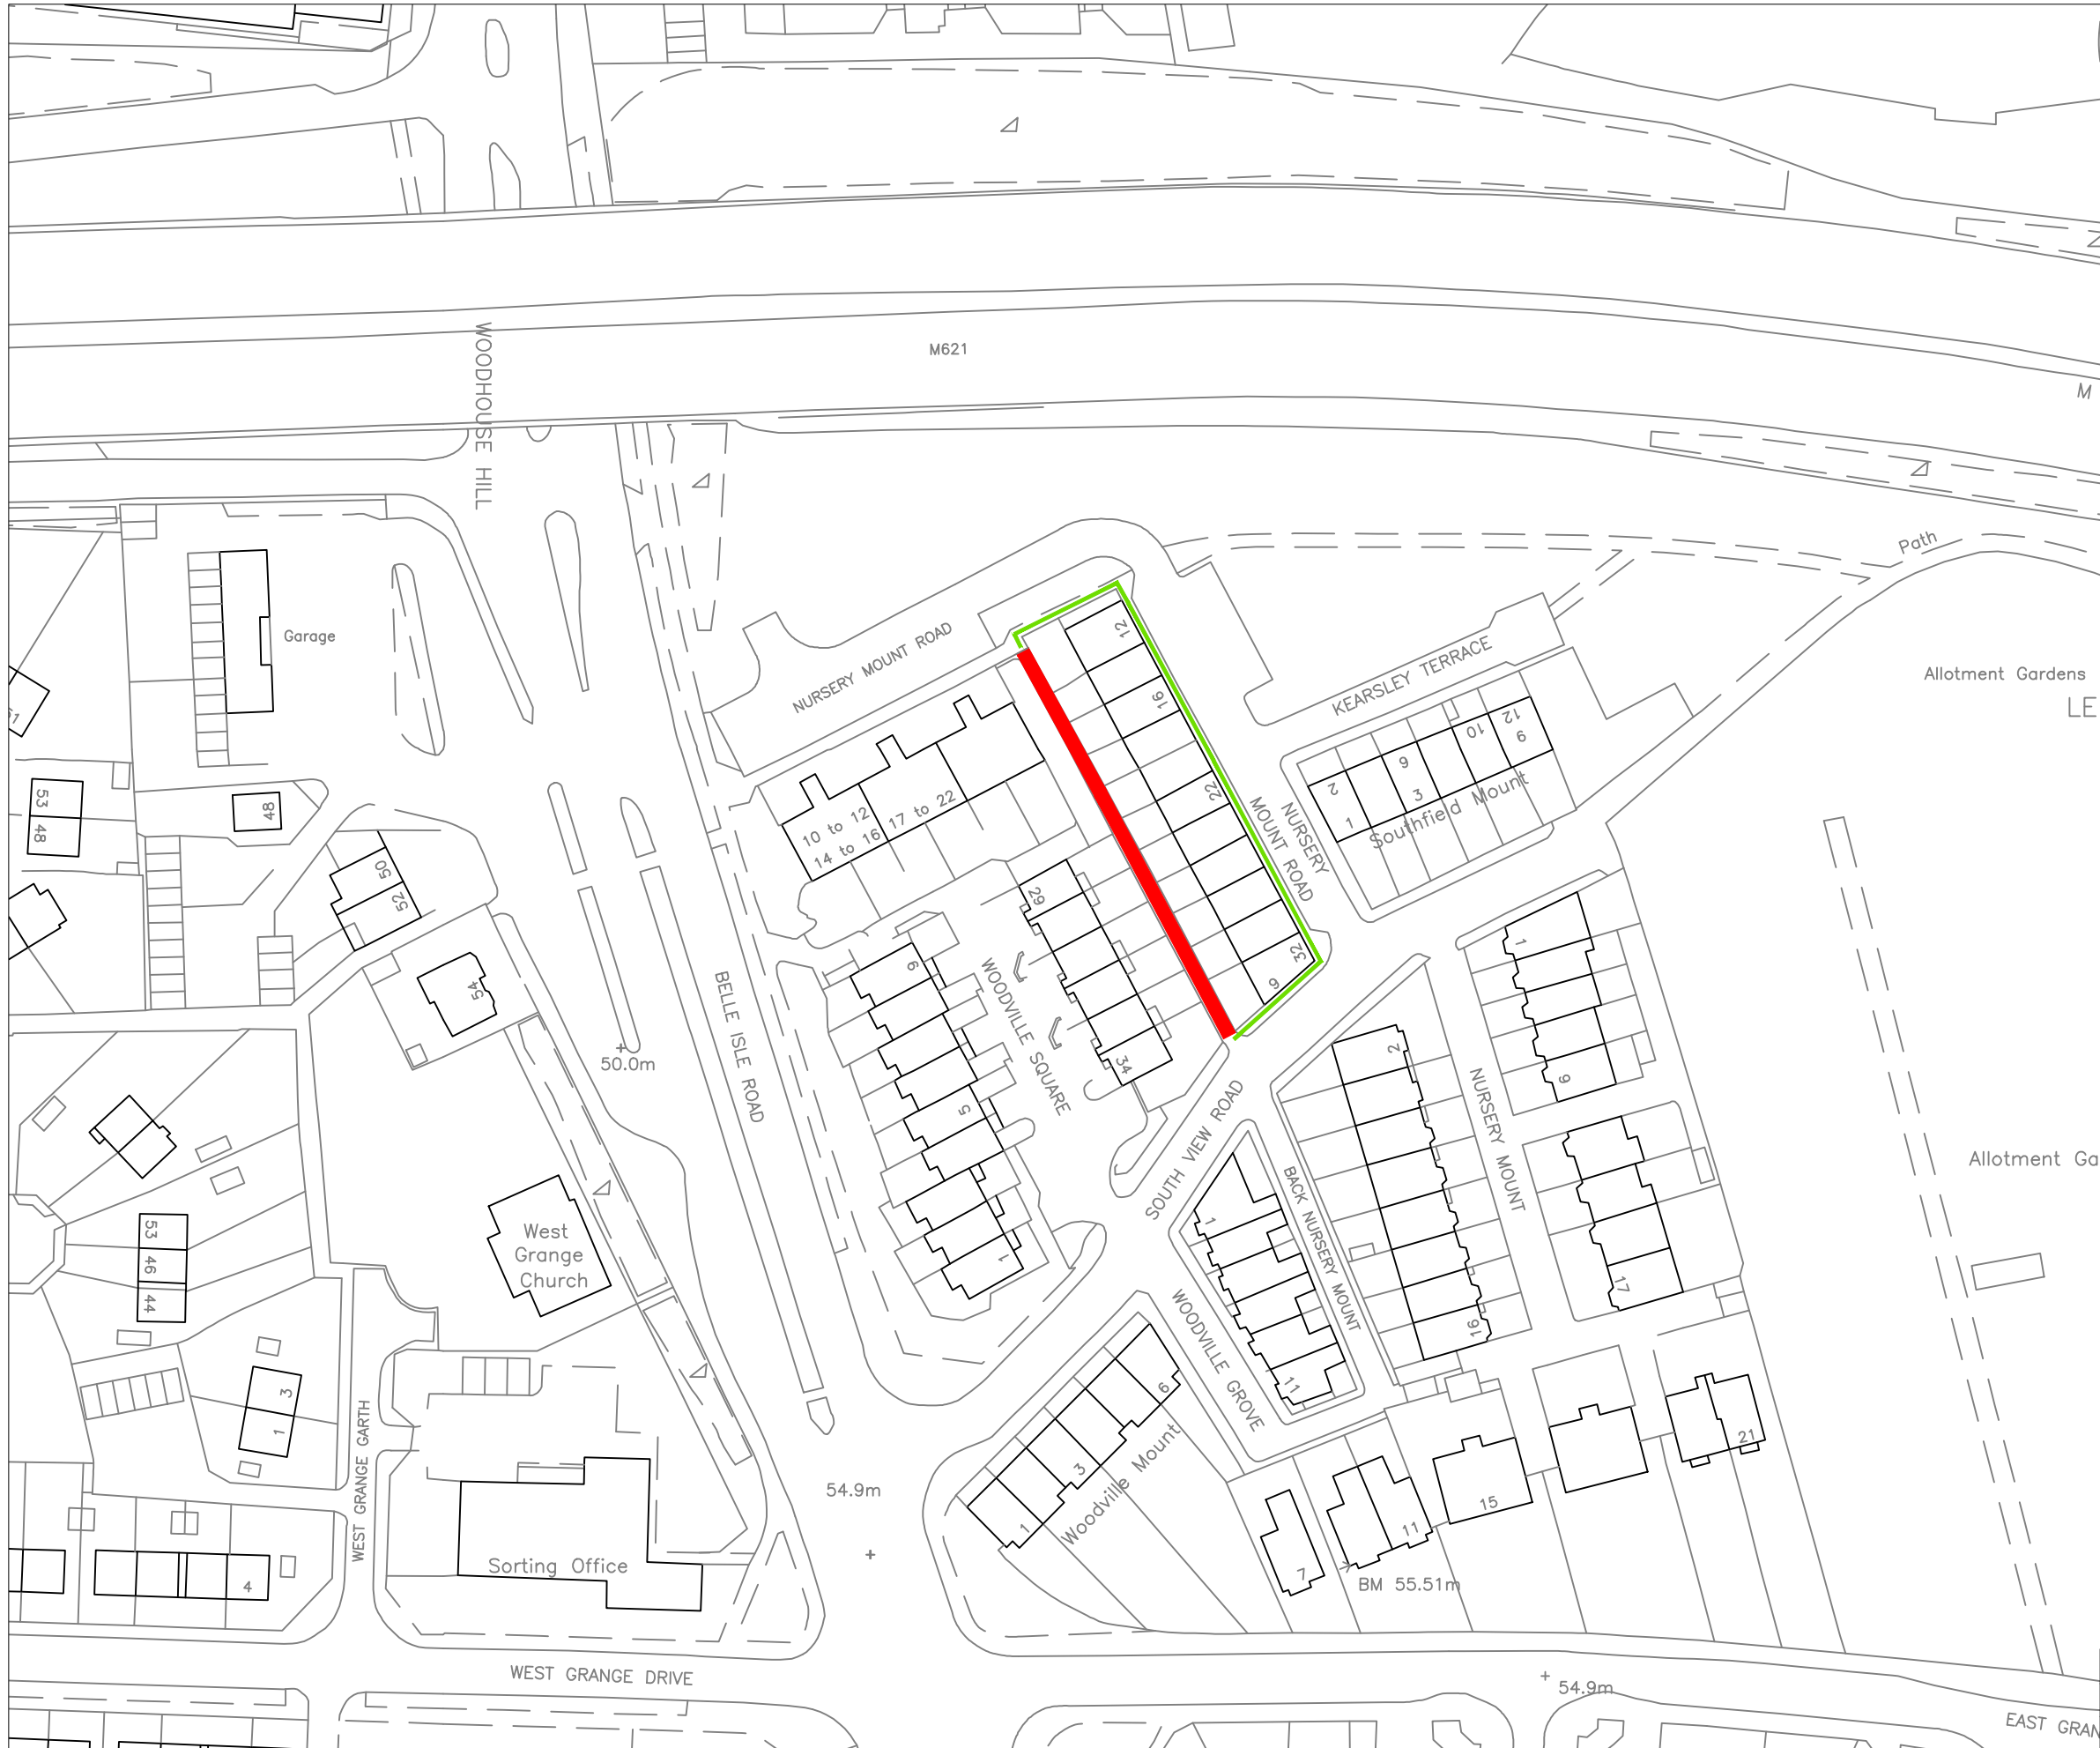 WOODHOUSE HILL
M621
M
Path
Garage
NURSERY MOUNT ROAD
12
16
22
32
6
KEARSLEY TERRACE
2
6
10
12
1
3
9
Southfield Mount
NURSERY
MOUNT ROAD
Allotment Gardens
LE
53
48
48
50
52
54
10 to 12
14 to 16
17 to 22
29
34
9
5
1
WOODVILLE SQUARE
BELLE ISLE ROAD
50.0m
SOUTH VIEW ROAD
BACK NURSERY MOUNT
NURSERY MOUNT
1
9
2
16
17
Allotment Ga
West
Grange
Church
53
46
44
3
1
WEST GRANGE GARTH
1
11
WOODVILLE GROVE
6
3
1
Woodville Mount
54.9m
7
11
15
21
BM 55.51m
Sorting Office
4
WEST GRANGE DRIVE
54.9m
EAST GRAN